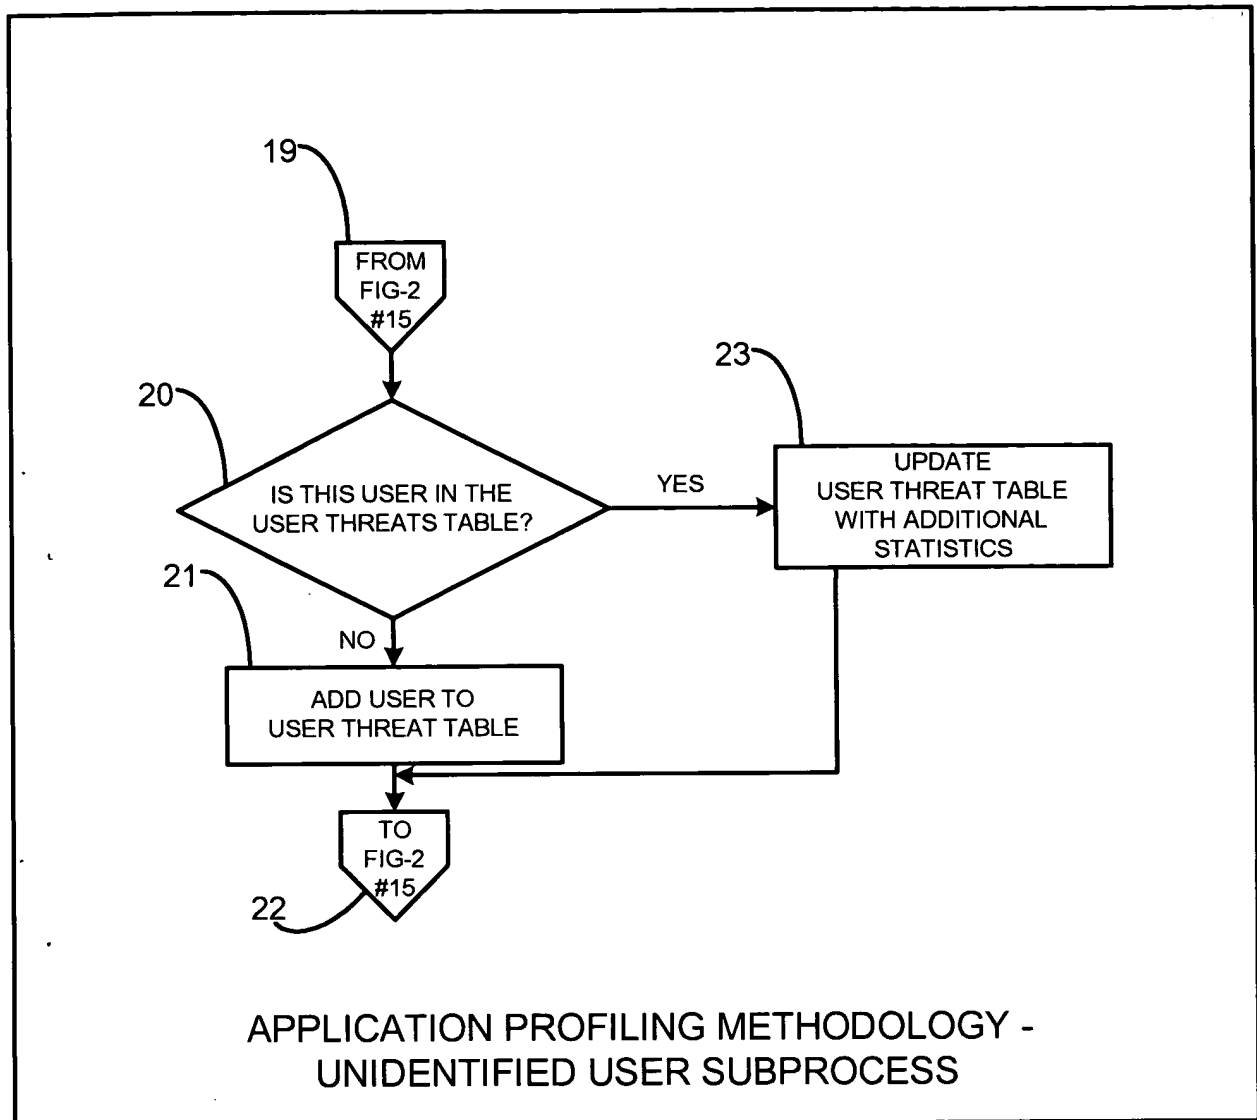 19
FROM
FIG-2
#15
20
IS THIS USER IN THE
USER THREATS TABLE?
YES
23
UPDATE
USER THREAT TABLE
WITH ADDITIONAL
STATISTICS
21
NO
ADD USER TO
USER THREAT TABLE
TO
FIG-2
#15
22
APPLICATION PROFILING METHODOLOGY -
UNIDENTIFIED USER SUBPROCESS